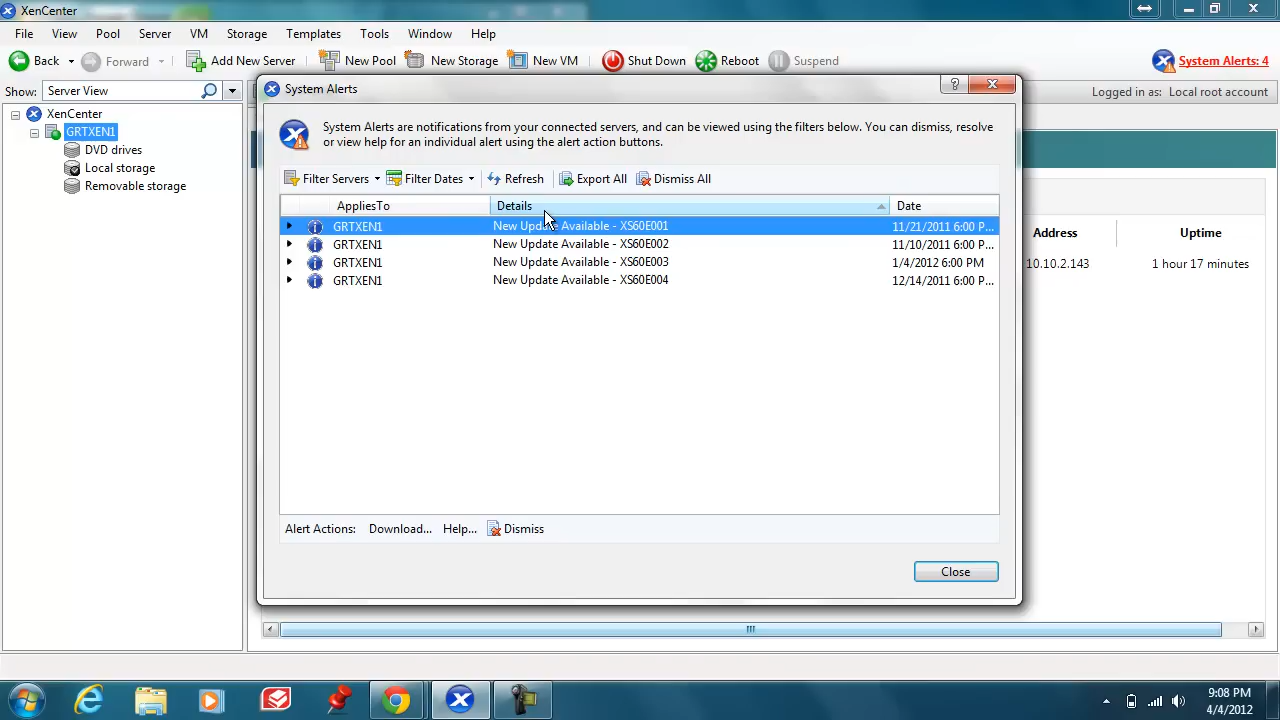 XenCenter
File View Pool Server VM Storage Templates Tools Window Help
Back Forward Add New Server New Pool New Storage New VM Shut Down Reboot Suspend System Alerts: 4
Show: Server View
Logged in as: Local root account
XenCenter
GRTXEN1
DVD drives
Local storage
Removable storage
System Alerts
System Alerts are notifications from your connected servers, and can be viewed using the filters below. You can dismiss, resolve
or view help for an individual alert using the alert action buttons.
Filter Servers Filter Dates Refresh Export All Dismiss All
AppliesTo Details Date
GRTXEN1 New Update Available - XS60E001 11/21/2011 6:00 P...
GRTXEN1 New Update Available - XS60E002 11/10/2011 6:00 P...
GRTXEN1 New Update Available - XS60E003 1/4/2012 6:00 PM
GRTXEN1 New Update Available - XS60E004 12/14/2011 6:00 P...
Alert Actions: Download... Help... Dismiss
Close
Address Uptime
10.10.2.143 1 hour 17 minutes
9:08 PM
4/4/2012